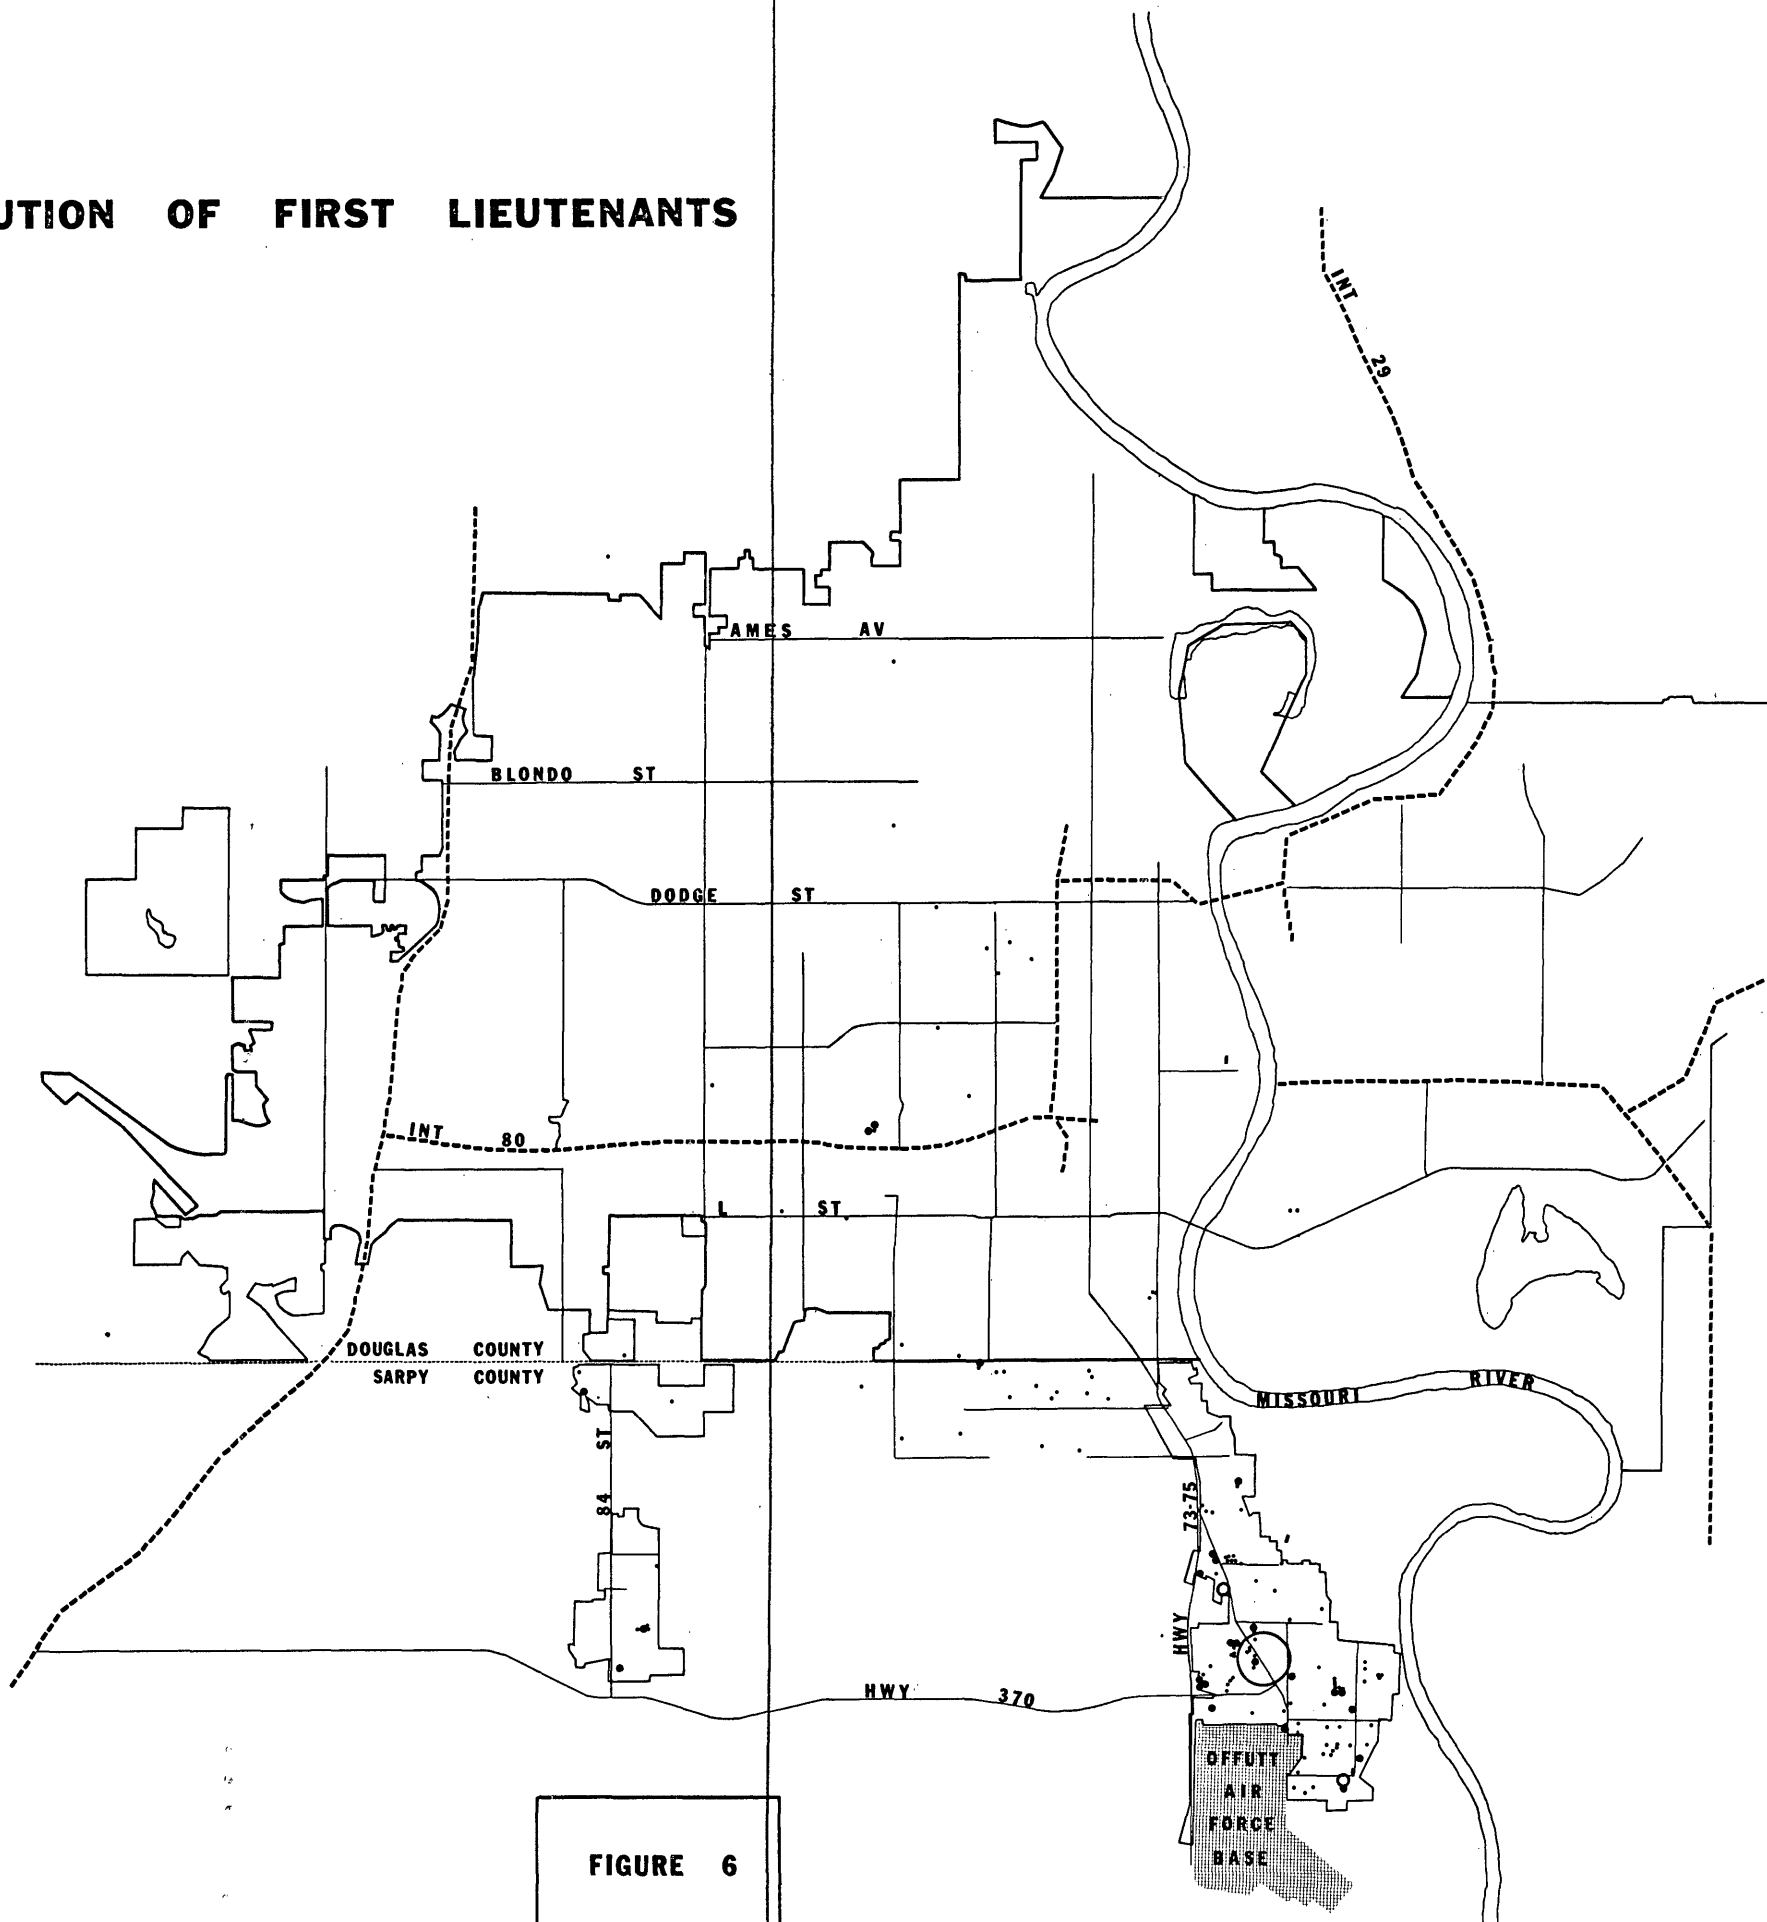 UTION OF FIRST LIEUTENANTS
INT 29
AMES AV
BLONDO ST
DODGE ST
INT 80
L ST
DOUGLAS COUNTY
SARPY COUNTY
MISSOURI RIVER
84 ST
HWY 73-75
HWY 370
OFFUTT
AIR
FORCE
BASE
FIGURE 6